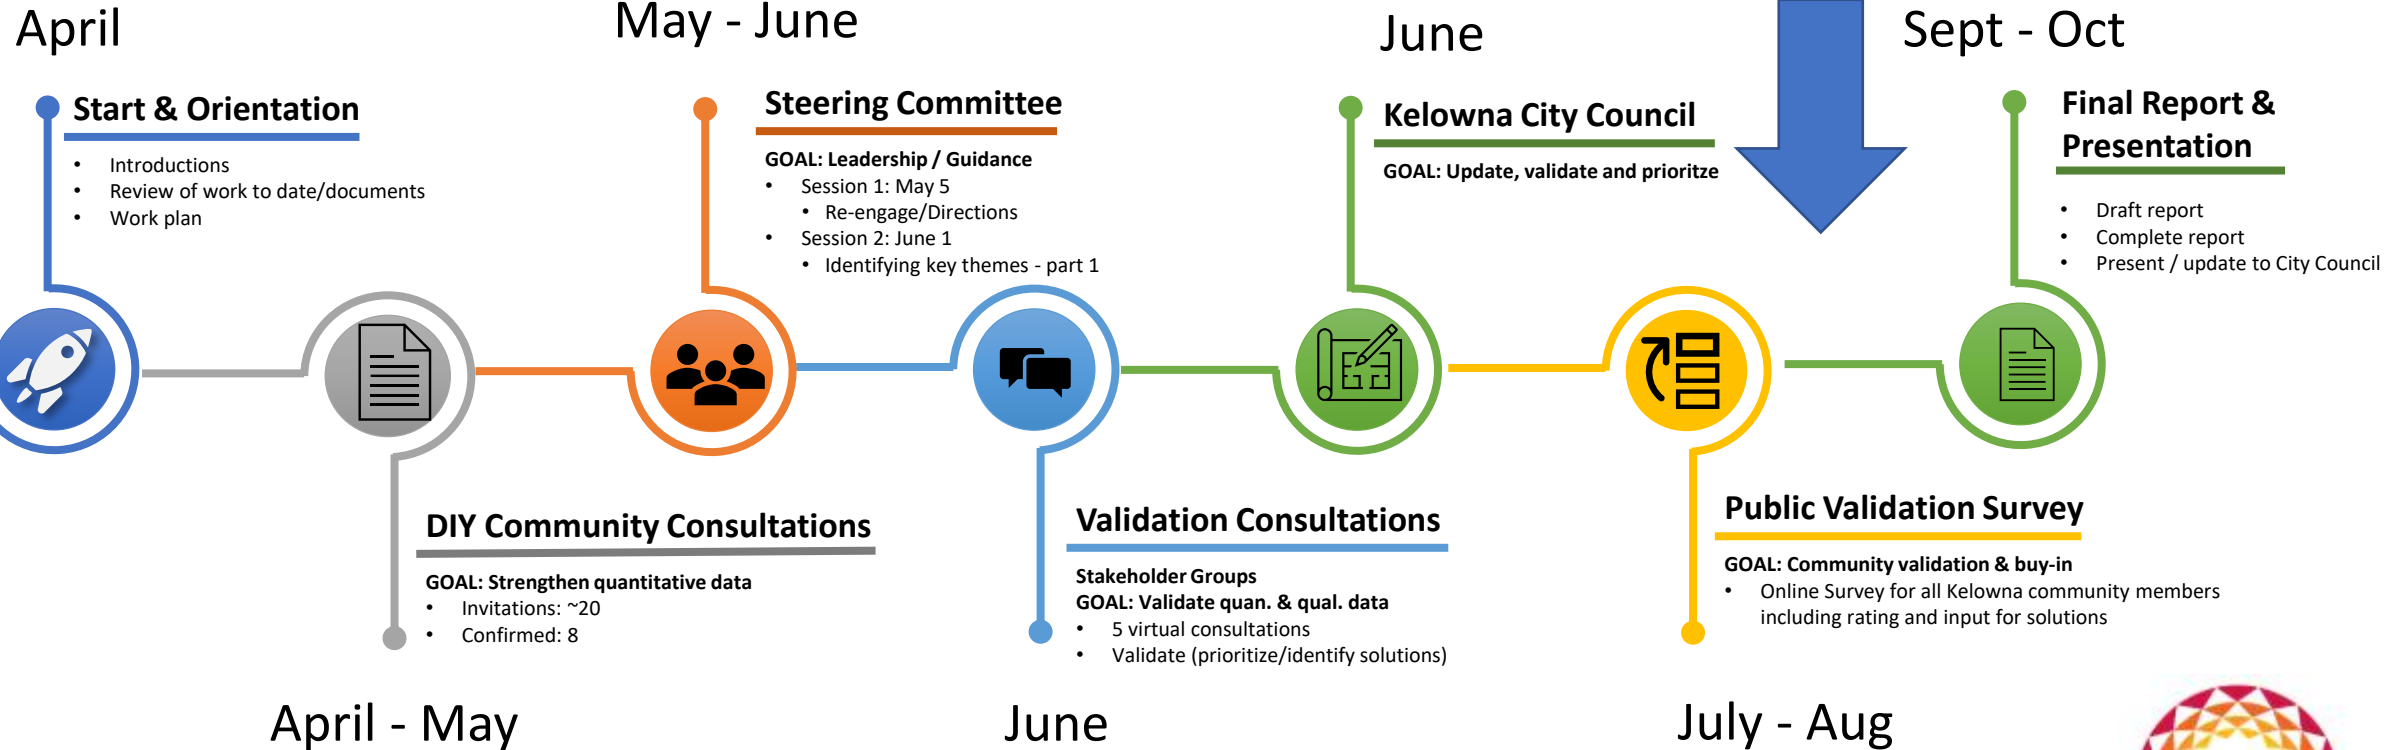 April
Start & Orientation
• Introductions
• Review of work to date/documents
• Work plan
April - May
DIY Community Consultations
GOAL: Strengthen quantitative data
• Invitations: ~20
• Confirmed: 8
May - June
Steering Committee
GOAL: Leadership / Guidance
• Session 1: May 5
• Re-engage/Directions
• Session 2: June 1
• Identifying key themes - part 1
June
Validation Consultations
Stakeholder Groups
GOAL: Validate quan. & qual. data
• 5 virtual consultations
• Validate (prioritize/identify solutions)
June
Kelowna City Council
GOAL: Update, validate and prioritze
July - Aug
Public Validation Survey
GOAL: Community validation & buy-in
• Online Survey for all Kelowna community members
including rating and input for solutions
Sept - Oct
Final Report &
Presentation
• Draft report
• Complete report
• Present / update to City Council